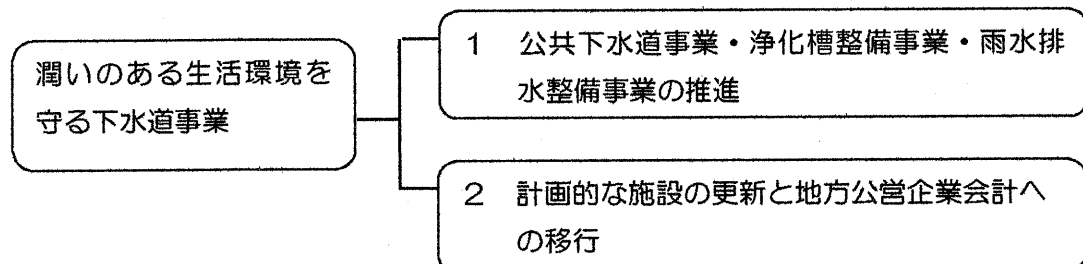 潤いのある生活環境を
守る下水道事業
1 公共下水道事業・浄化槽整備事業・雨水排
水整備事業の推進
2 計画的な施設の更新と地方公営企業会計へ
の移行